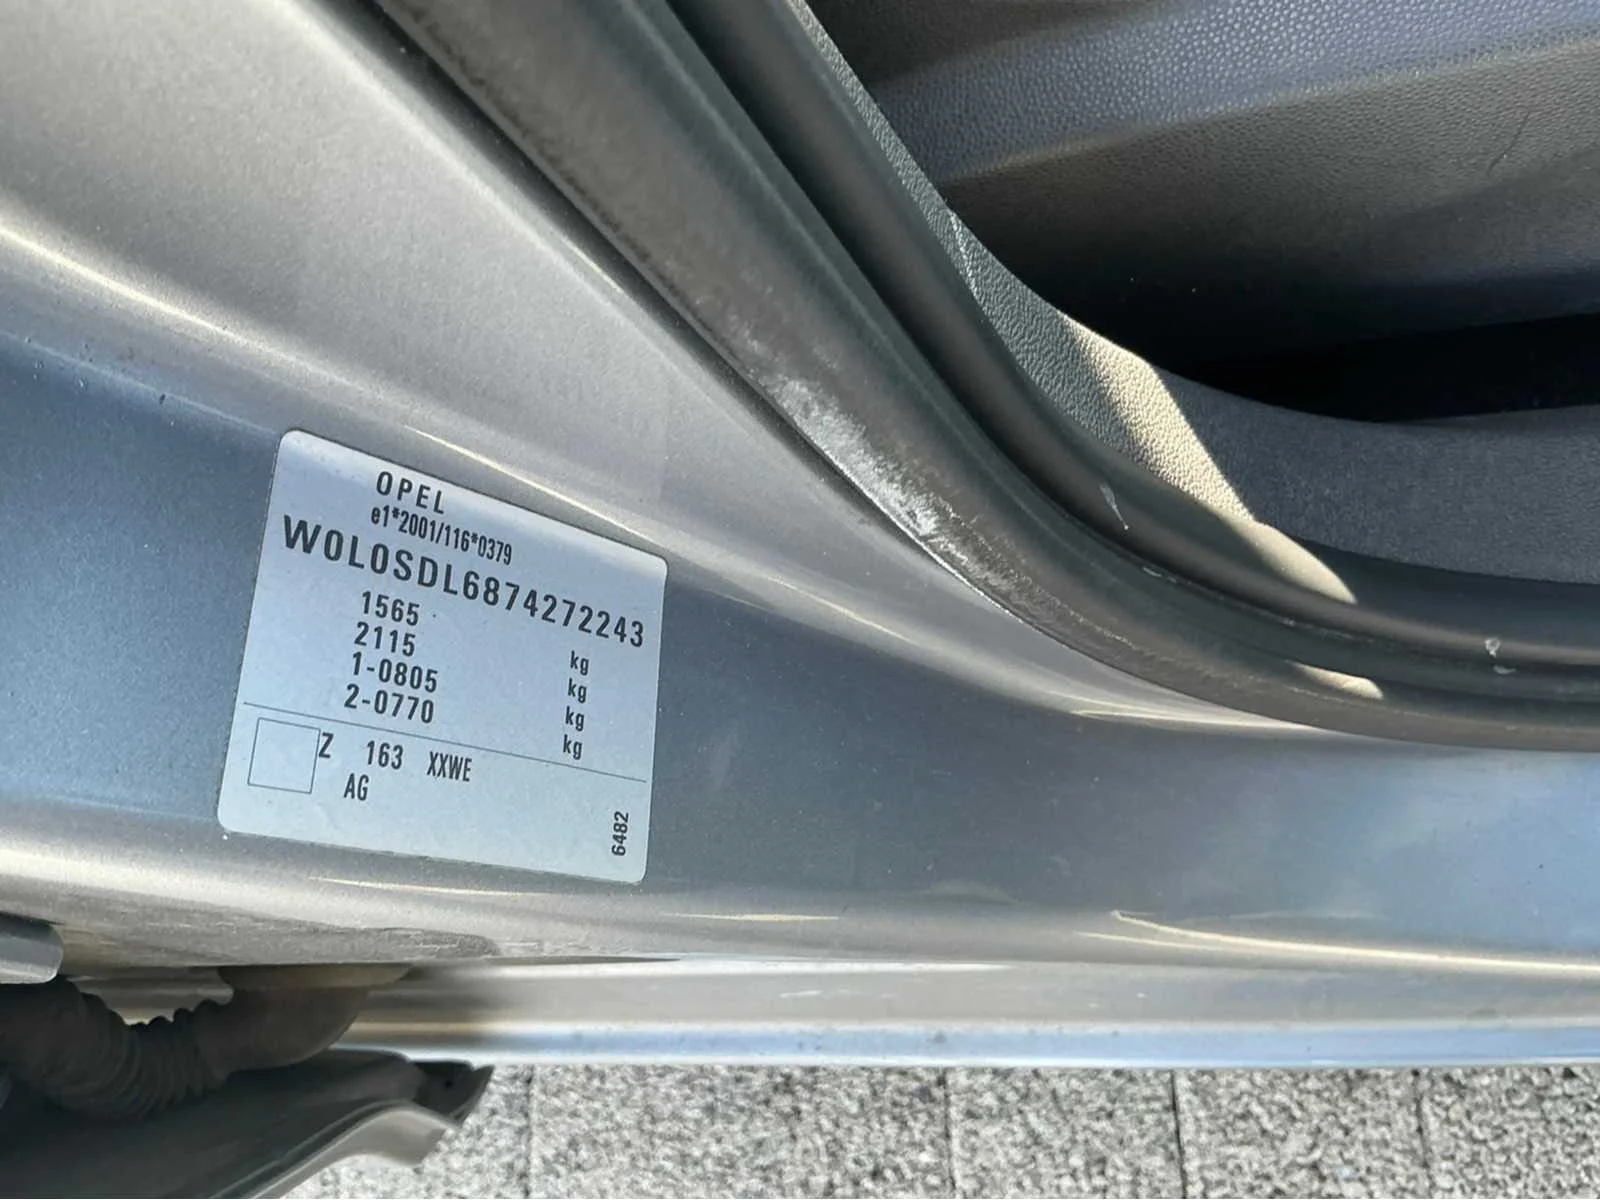 OPEL
e1*2001/116*0379
W0L0SDL6874272243
1565 kg
2115 kg
1-0805 kg
2-0770 kg
Z 163 XXWE
AG
6482